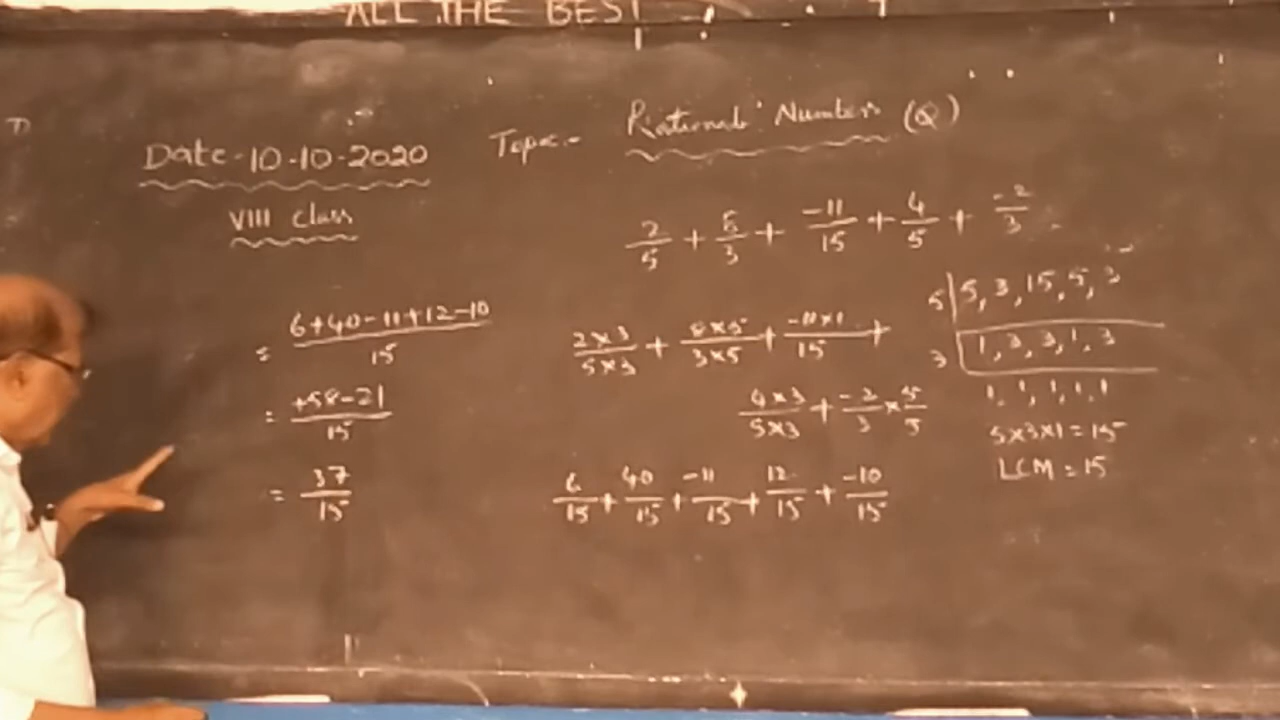 ALL THE BEST
Date-10-10-2020
Topic:- Rational Numbers (Q)
VIII class
2/5 + 8/3 + -11/15 + 4/5 + -2/3
5 | 5, 3, 15, 5, 3
3 | 1, 3, 3, 1, 3
1, 1, 1, 1, 1
5×3×1=15
LCM = 15
2×3/5×3 + 8×5/3×5 + -11×1/15 +
4×3/5×3 + -2/3 × 5/5
6/15 + 40/15 + -11/15 + 12/15 + -10/15
= 6+40-11+12-10/15
= +58-21/15
= 37/15